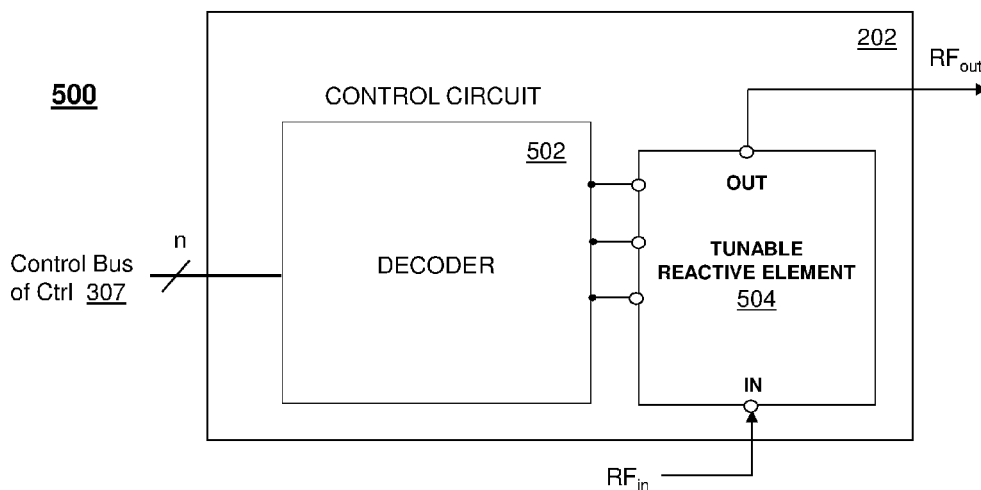 202
RFout
500
CONTROL CIRCUIT
502
OUT
n
DECODER
TUNABLE
REACTIVE ELEMENT
504
Control Bus
of Ctrl 307
IN
RFin